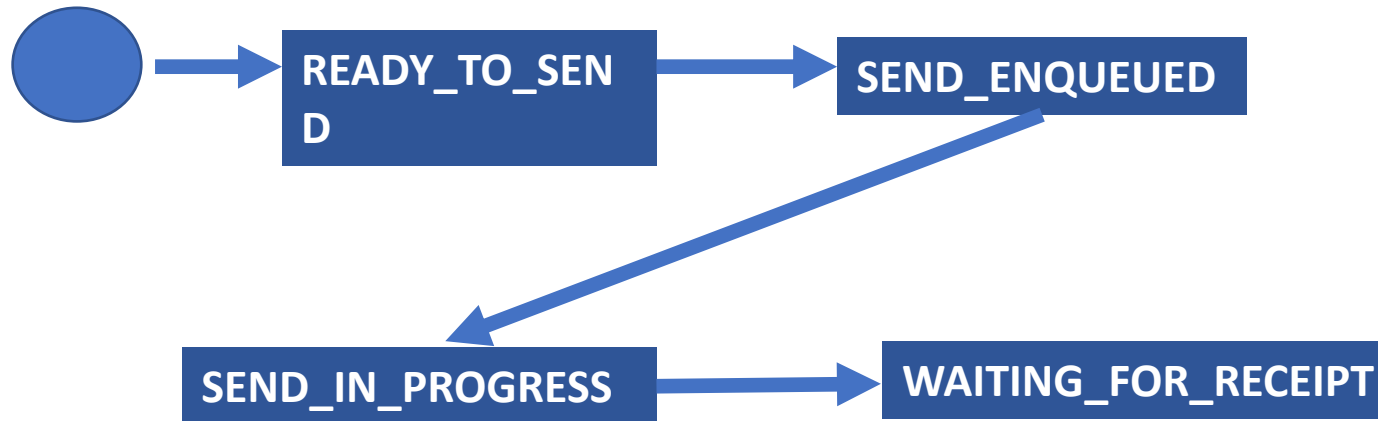 READY_TO_SEN
D
SEND_ENQUEUED
SEND_IN_PROGRESS
WAITING_FOR_RECEIPT